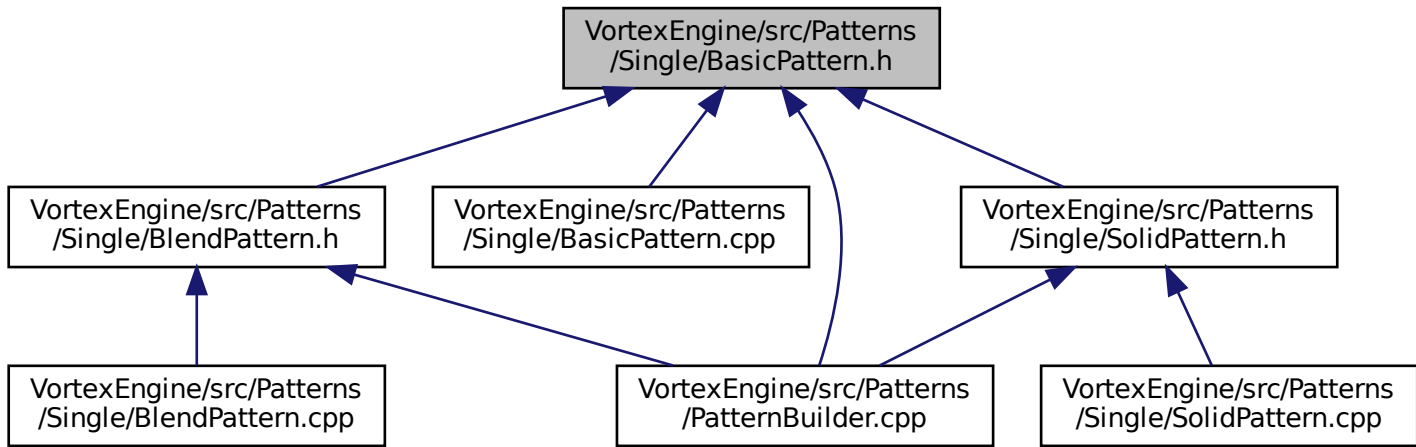 VortexEngine/src/Patterns
/Single/BasicPattern.h
VortexEngine/src/Patterns
/Single/BlendPattern.h
VortexEngine/src/Patterns
/Single/BasicPattern.cpp
VortexEngine/src/Patterns
/Single/SolidPattern.h
VortexEngine/src/Patterns
/Single/BlendPattern.cpp
VortexEngine/src/Patterns
/PatternBuilder.cpp
VortexEngine/src/Patterns
/Single/SolidPattern.cpp